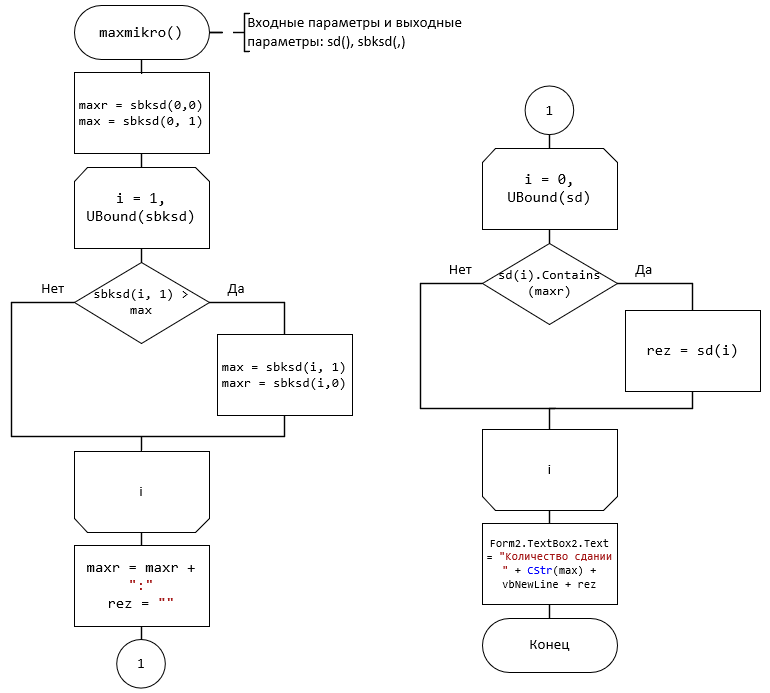 maxmikro()
Входные параметры и выходные
параметры: sd(), sbksd(,)
maxr = sbksd(0,0)
max = sbksd(0, 1)
i = 1,
UBound(sbksd)
Нет
sbksd(i, 1) >
max
Да
max = sbksd(i, 1)
maxr = sbksd(i,0)
i
maxr = maxr +
":"
rez = ""
1
1
i = 0,
UBound(sd)
Нет
sd(i).Contains
(maxr)
Да
rez = sd(i)
i
Form2.TextBox2.Text
= "Количество сдании
" + CStr(max) +
vbNewLine + rez
Конец